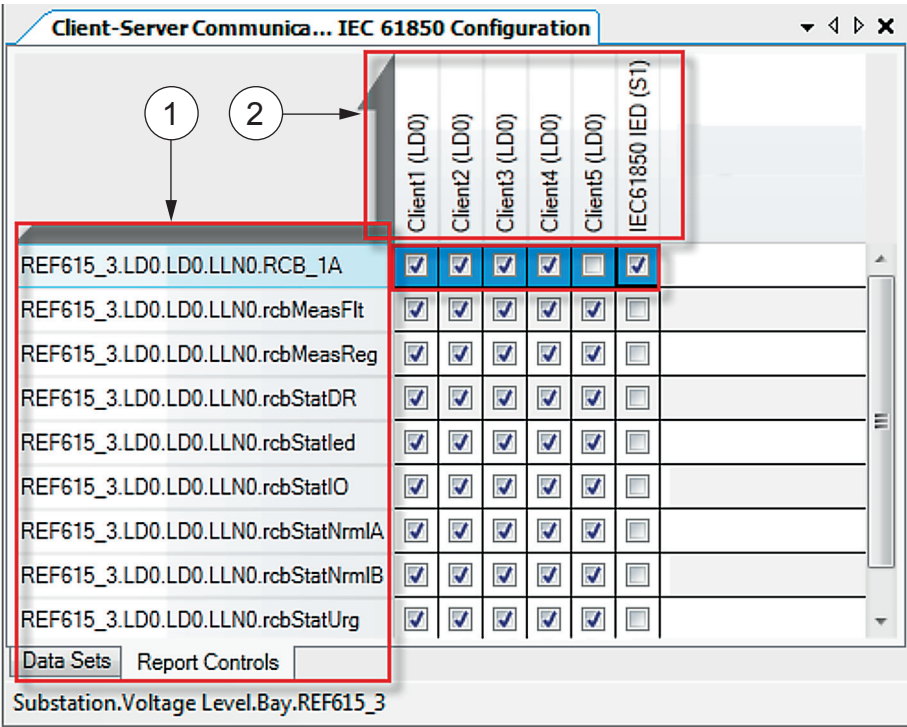 Client-Server Communica... IEC 61850 Configuration
1
2
Client1 (LD0)
Client2 (LD0)
Client3 (LD0)
Client4 (LD0)
Client5 (LD0)
IEC61850 IED (S1)
REF615_3.LD0.LD0.LLN0.RCB_1A
REF615_3.LD0.LD0.LLN0.rcbMeasFlt
REF615_3.LD0.LD0.LLN0.rcbMeasReg
REF615_3.LD0.LD0.LLN0.rcbStatDR
REF615_3.LD0.LD0.LLN0.rcbStatled
REF615_3.LD0.LD0.LLN0.rcbStatIO
REF615_3.LD0.LD0.LLN0.rcbStatNrmlA
REF615_3.LD0.LD0.LLN0.rcbStatNrmlB
REF615_3.LD0.LD0.LLN0.rcbStatUrg
Data Sets Report Controls
Substation.Voltage Level.Bay.REF615_3